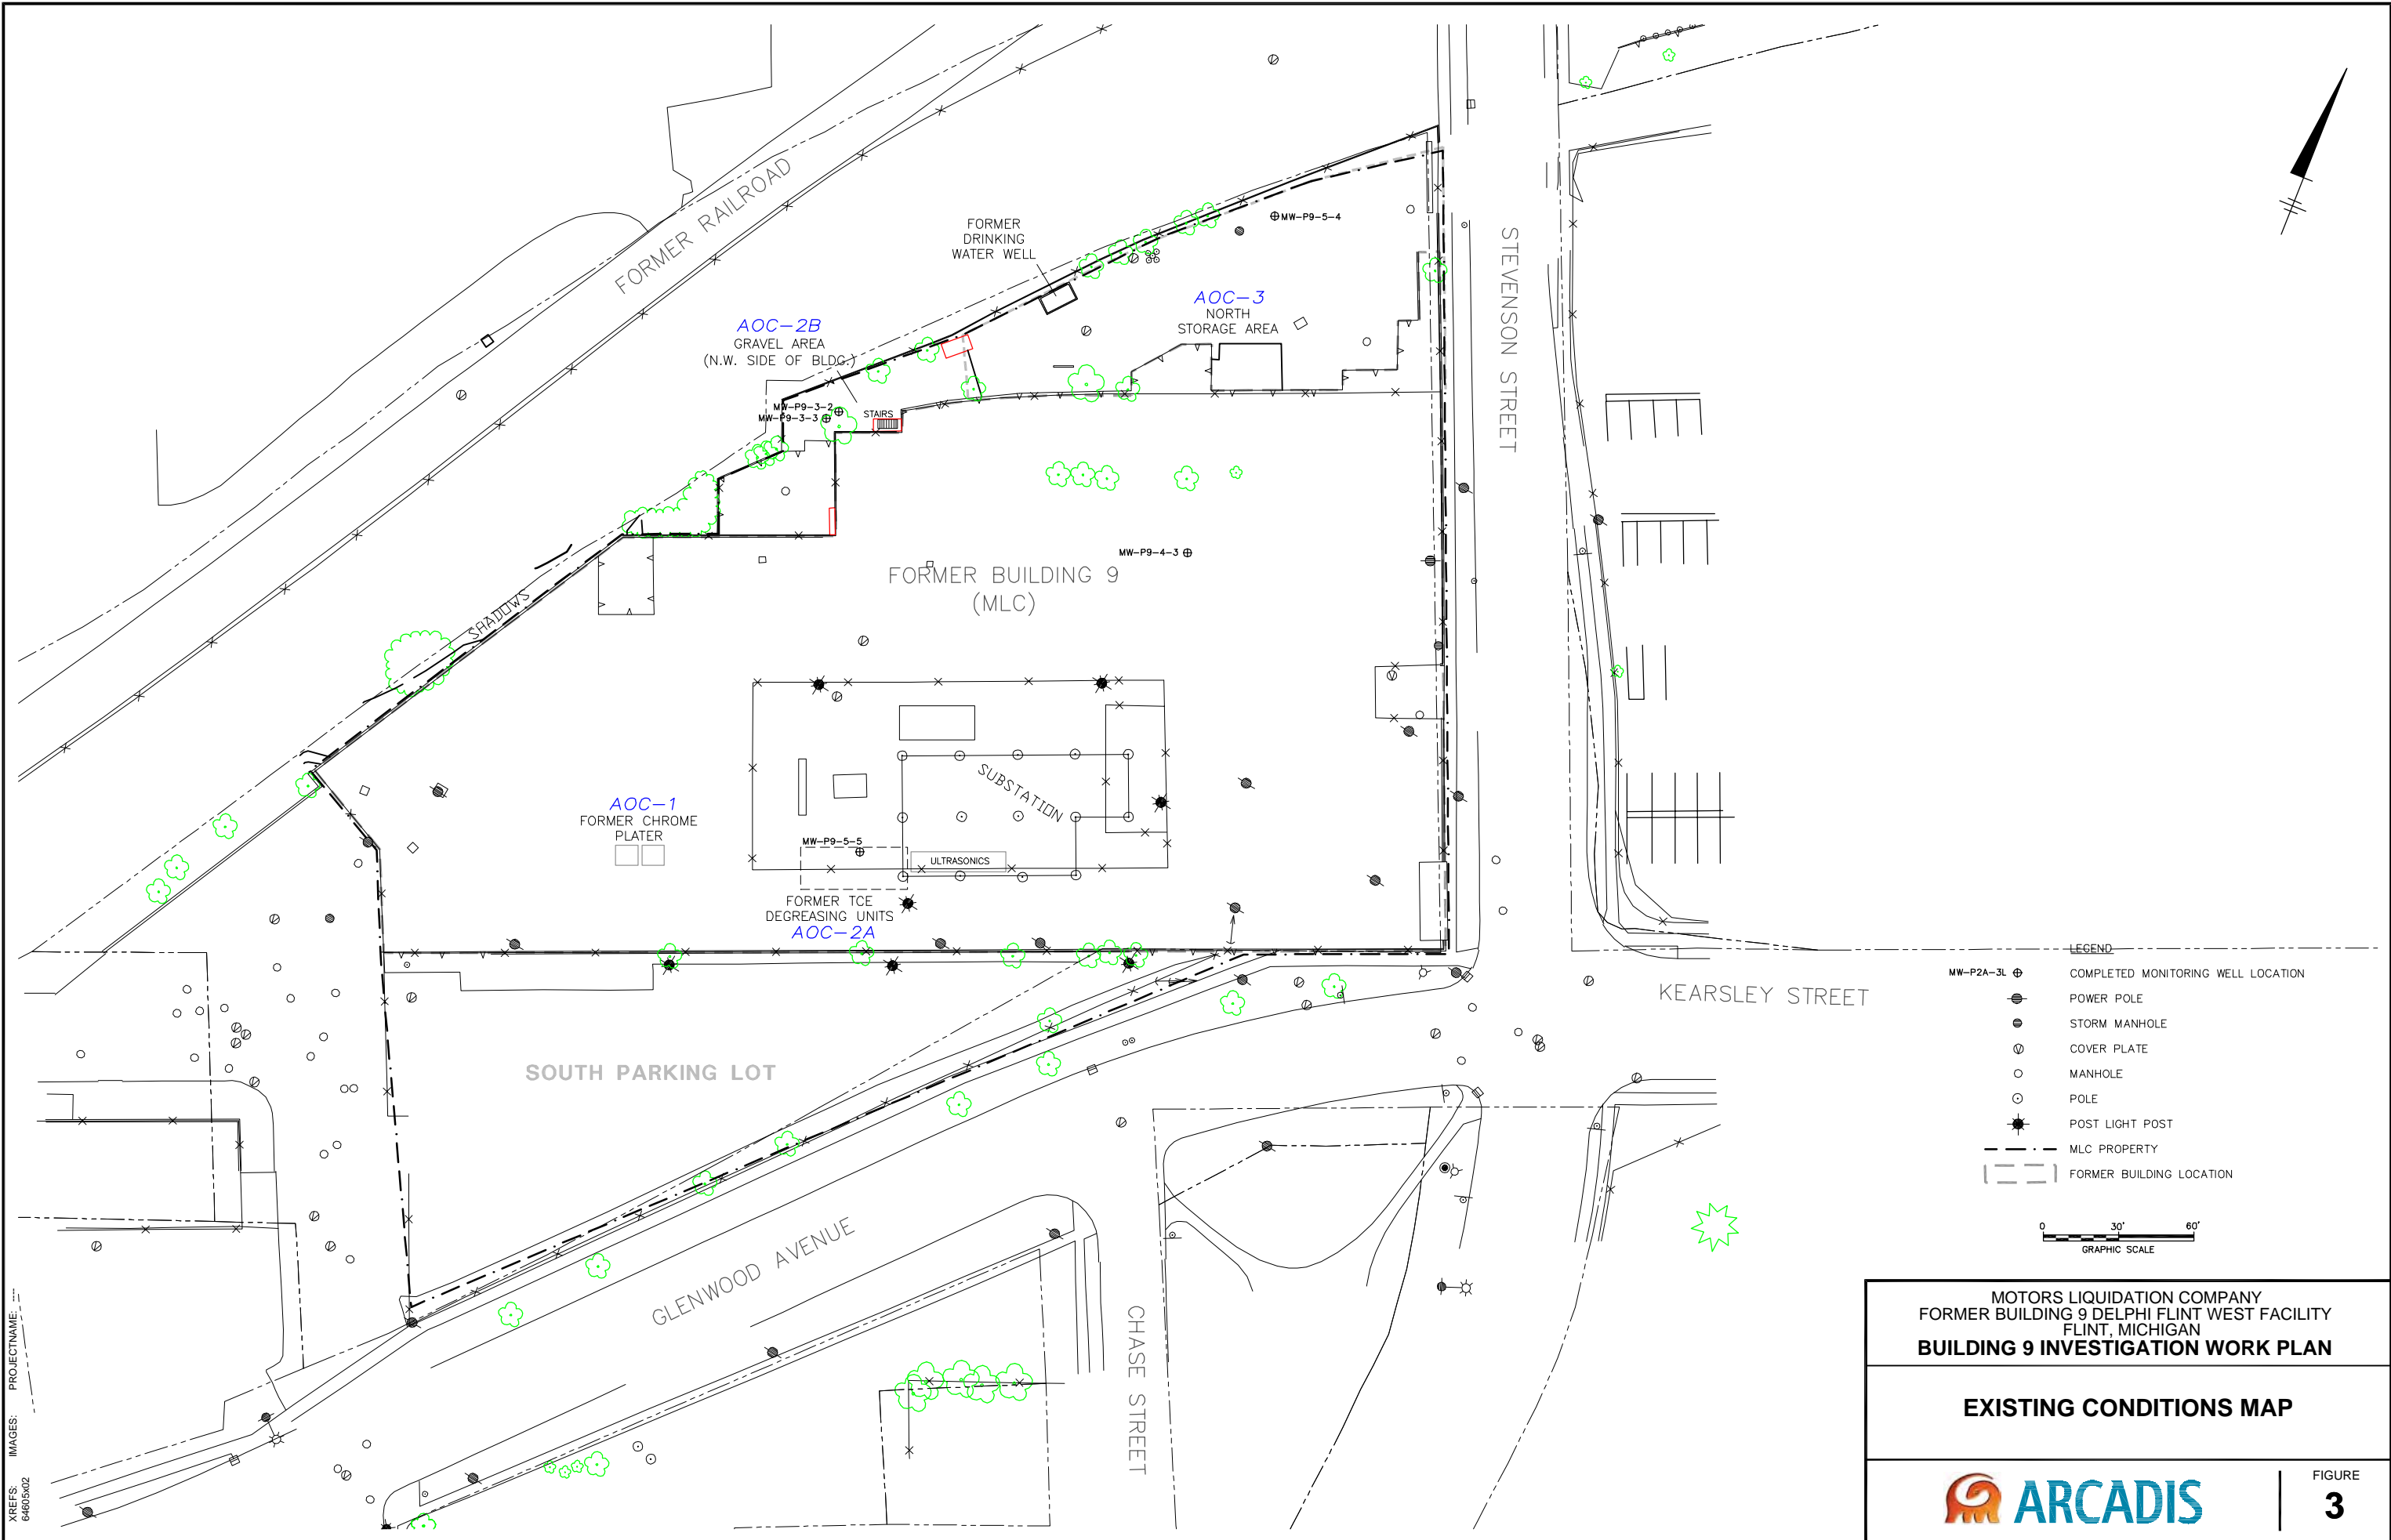 FORMER RAILROAD
FORMER
DRINKING
WATER WELL
MW-P9-5-4
AOC-3
NORTH
STORAGE AREA
AOC-2B
GRAVEL AREA
(N.W. SIDE OF BLDG.)
MW-P9-3-2
MW-P9-3-3
STAIRS
STEVENSON STREET
MW-P9-4-3
FORMER BUILDING 9
(MLC)
SHADOWS
SUBSTATION
AOC-1
FORMER CHROME
PLATER
MW-P9-5-5
ULTRASONICS
FORMER TCE
DEGREASING UNITS
AOC-2A
SOUTH PARKING LOT
KEARSLEY STREET
GLENWOOD AVENUE
CHASE STREET
LEGEND
MW-P2A-3L COMPLETED MONITORING WELL LOCATION
POWER POLE
STORM MANHOLE
COVER PLATE
MANHOLE
POLE
POST LIGHT POST
MLC PROPERTY
FORMER BUILDING LOCATION
0 30' 60'
GRAPHIC SCALE
MOTORS LIQUIDATION COMPANY
FORMER BUILDING 9 DELPHI FLINT WEST FACILITY
FLINT, MICHIGAN
BUILDING 9 INVESTIGATION WORK PLAN
EXISTING CONDITIONS MAP
ARCADIS
FIGURE
3
XREFS: IMAGES: PROJECTNAME: ----
64605x02